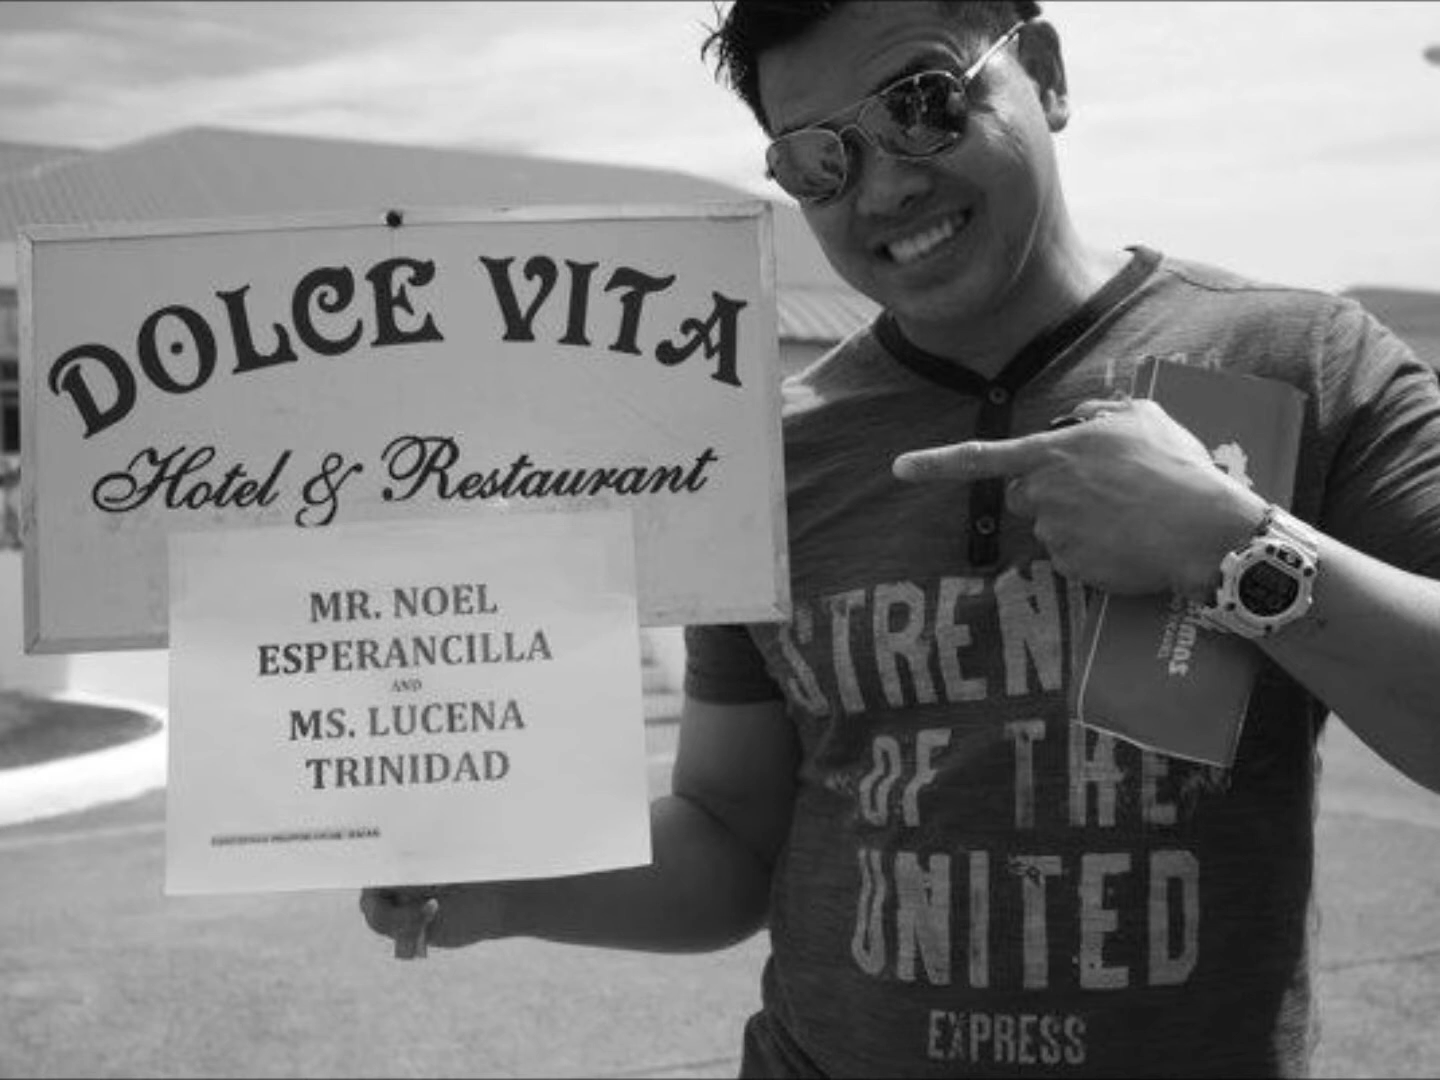 DOLCE VITA
Hotel & Restaurant
MR. NOEL
ESPERANCILLA
AND
MS. LUCENA
TRINIDAD
STREN
OF THE
UNITED
EXPRESS